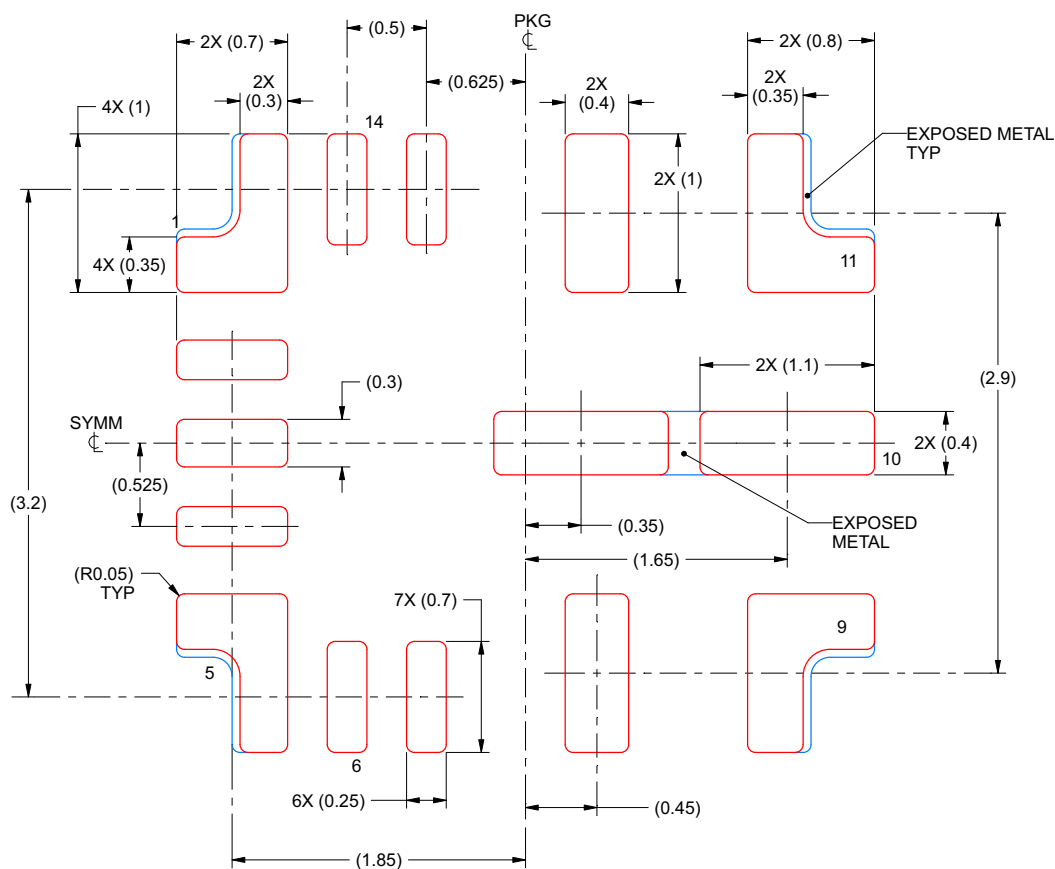 PKG
℄
(0.5)
2X (0.7)
2X (0.8)
(0.625)
2X
(0.3)
2X
(0.4)
2X
(0.35)
4X (1)
14
EXPOSED METAL
TYP
2X (1)
1
4X (0.35)
11
2X (1.1)
(0.3)
(2.9)
SYMM
℄
2X (0.4)
10
(0.525)
(3.2)
(0.35)
EXPOSED
METAL
(1.65)
(R0.05)
TYP
7X (0.7)
9
5
6
6X (0.25)
(0.45)
(1.85)